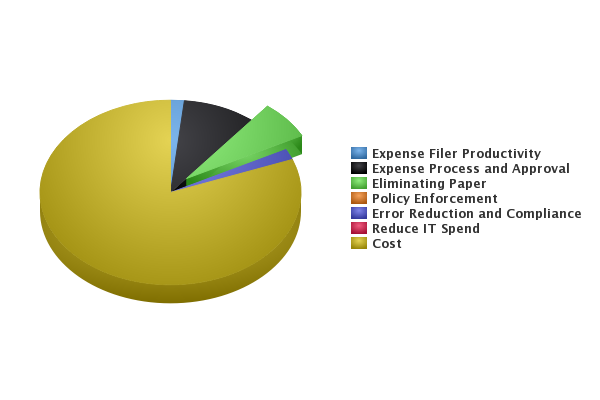 Expense Filer Productivity
Expense Process and Approval
Eliminating Paper
Policy Enforcement
Error Reduction and Compliance
Reduce IT Spend
Cost